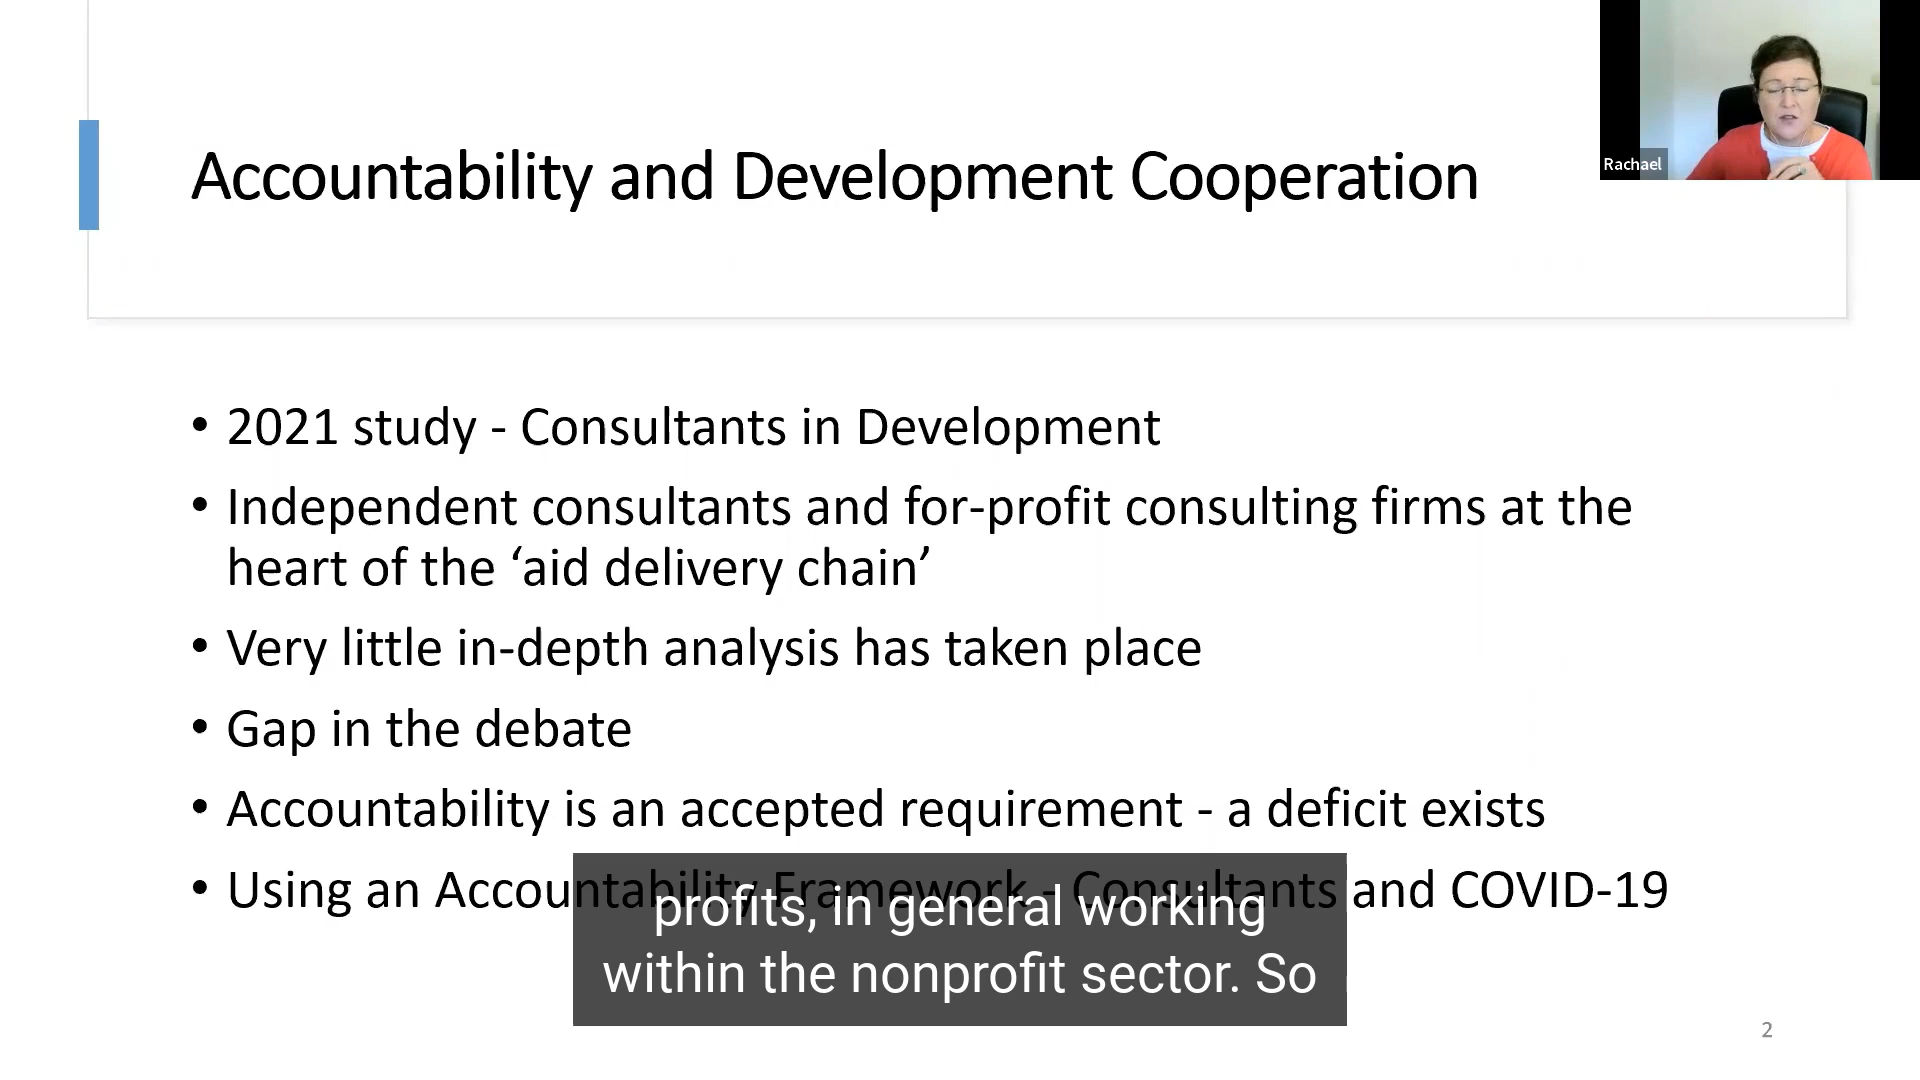 Rachael
Accountability and Development Cooperation
• 2021 study - Consultants in Development
• Independent consultants and for-profit consulting firms at the
heart of the ‘aid delivery chain’
• Very little in-depth analysis has taken place
• Gap in the debate
• Accountability is an accepted requirement - a deficit exists
• Using an Accountability Framework - Consultants and COVID-19
profits, in general working
within the nonprofit sector. So
2